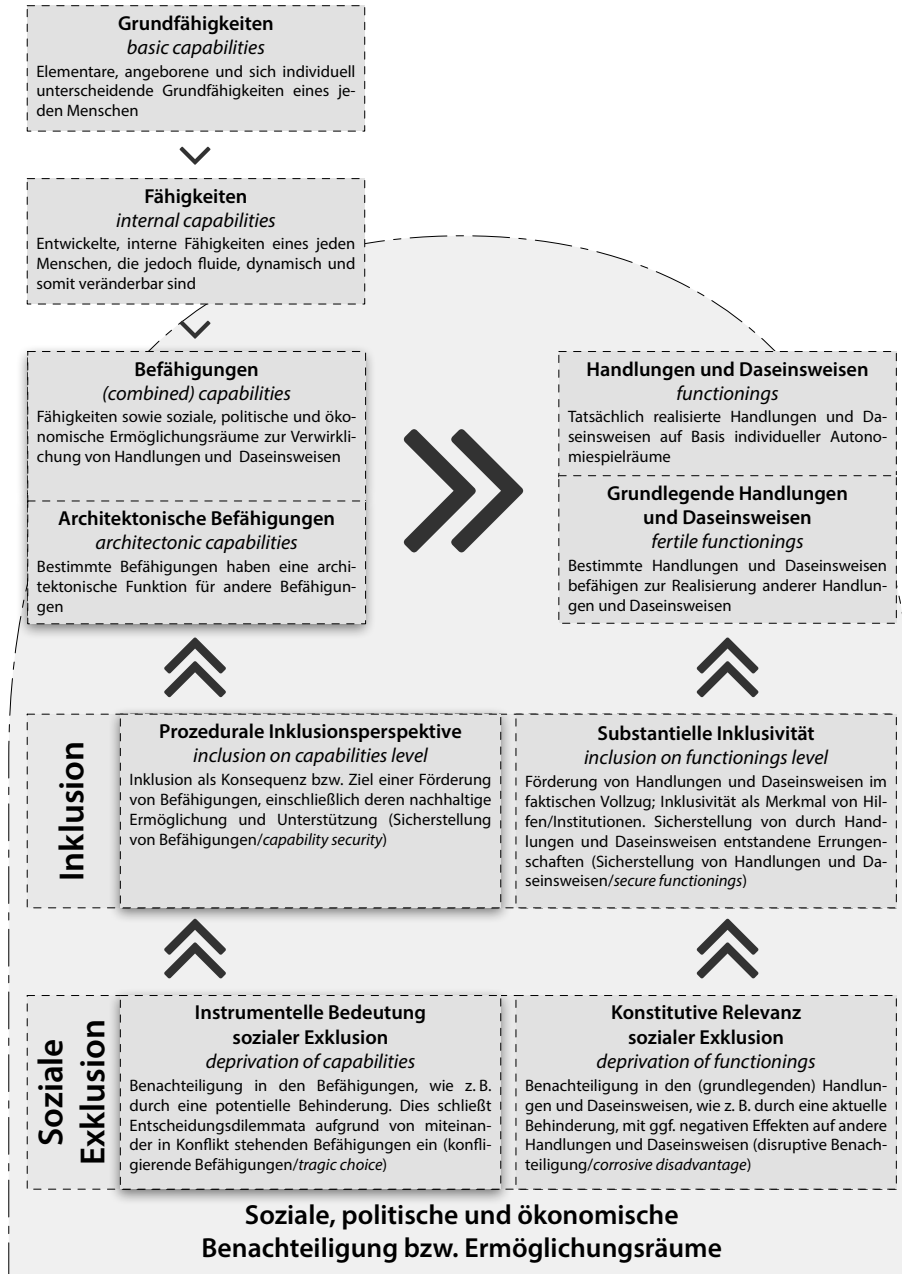 Grundfähigkeiten
basic capabilities
Elementare, angeborene und sich individuell
unterscheidende Grundfähigkeiten eines je-
den Menschen
Fähigkeiten
internal capabilities
Entwickelte, interne Fähigkeiten eines jeden
Menschen, die jedoch fluide, dynamisch und
somit veränderbar sind
Befähigungen
(combined) capabilities
Fähigkeiten sowie soziale, politische und öko-
nomische Ermöglichungsräume zur Verwirkli-
chung von Handlungen und Daseinsweisen
Architektonische Befähigungen
architectonic capabilities
Bestimmte Befähigungen haben eine archi-
tektonische Funktion für andere Befähigun-
gen
Handlungen und Daseinsweisen
functionings
Tatsächlich realisierte Handlungen und Da-
seinsweisen auf Basis individueller Autono-
miespielräume
Grundlegende Handlungen
und Daseinsweisen
fertile functionings
Bestimmte Handlungen und Daseinsweisen
befähigen zur Realisierung anderer Handlun-
gen und Daseinsweisen
Inklusion
Prozedurale Inklusionsperspektive
inclusion on capabilities level
Inklusion als Konsequenz bzw. Ziel einer Förderung
von Befähigungen, einschließlich deren nachhaltige
Ermöglichung und Unterstützung (Sicherstellung
von Befähigungen/capability security)
Substantielle Inklusivität
inclusion on functionings level
Förderung von Handlungen und Daseinsweisen im
faktischen Vollzug; Inklusivität als Merkmal von Hil-
fen/Institutionen. Sicherstellung von durch Hand-
lungen und Daseinsweisen entstandene Errungen-
schaften (Sicherstellung von Handlungen und Da-
seinsweisen/secure functionings)
Soziale
Exklusion
Instrumentelle Bedeutung
sozialer Exklusion
deprivation of capabilities
Benachteiligung in den Befähigungen, wie z. B.
durch eine potentielle Behinderung. Dies schließt
Entscheidungsdilemmata aufgrund von miteinan-
der in Konflikt stehenden Befähigungen ein (konfli-
gierende Befähigungen/tragic choice)
Konstitutive Relevanz
sozialer Exklusion
deprivation of functionings
Benachteiligung in den (grundlegenden) Handlun-
gen und Daseinsweisen, wie z. B. durch eine aktuelle
Behinderung, mit ggf. negativen Effekten auf andere
Handlungen und Daseinsweisen (disruptive Benach-
teiligung/corrosive disadvantage)
Soziale, politische und ökonomische
Benachteiligung bzw. Ermöglichungsräume